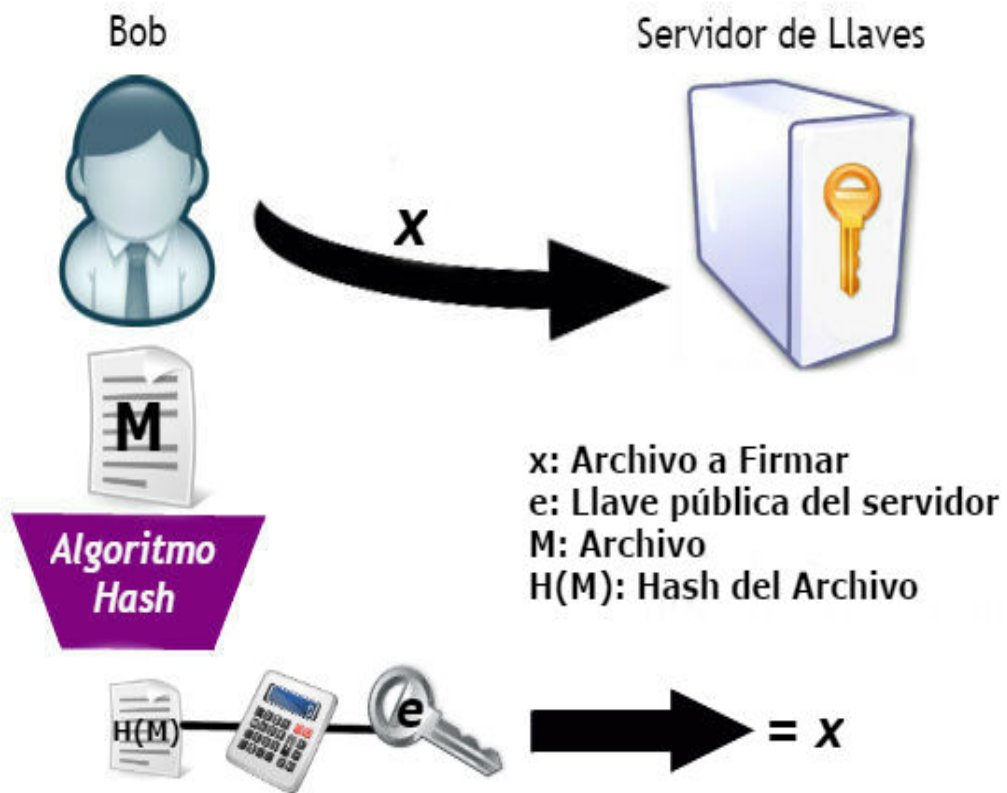 Bob
Servidor de Llaves
x
M
Algoritmo
Hash
x: Archivo a Firmar
e: Llave pública del servidor
M: Archivo
H(M): Hash del Archivo
H(M)
e
= x